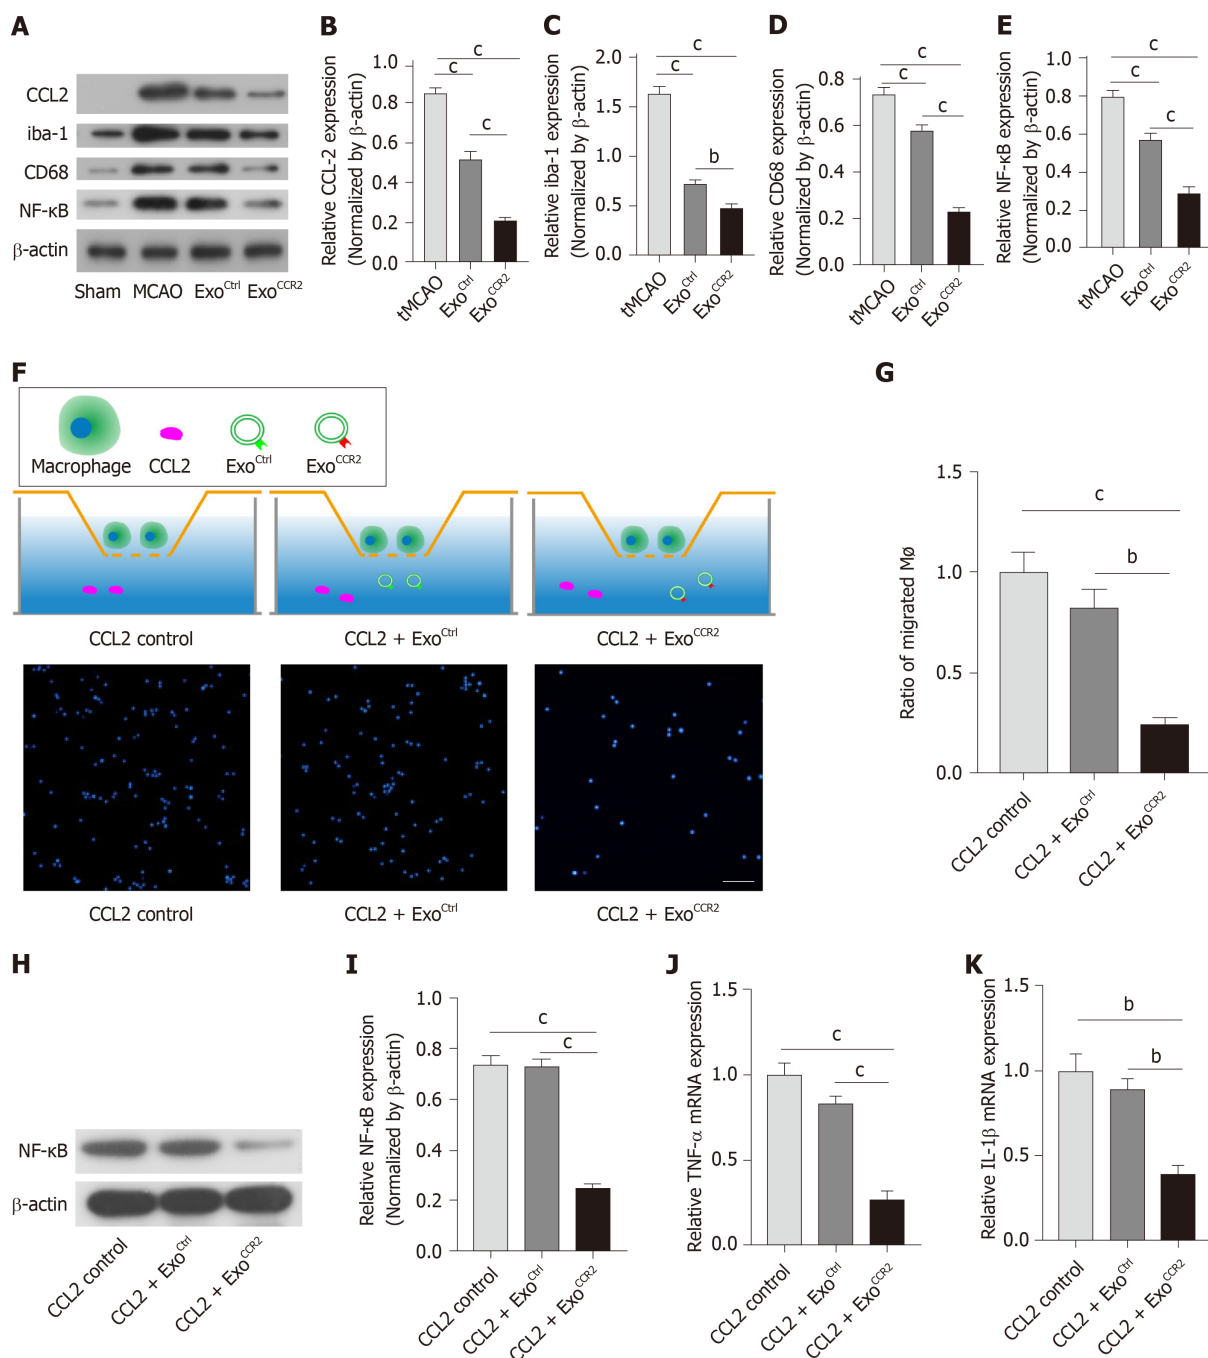 A
CCL2
iba-1
CD68
NF-κB
β-actin
Sham MCAO Exo^Ctrl Exo^CCR2
B
Relative CCL-2 expression
(Normalized by β-actin)
1.0
0.8
0.6
0.4
0.2
0.0
c
c
c
tMCAO
Exo^Ctrl
Exo^CCR2
C
Relative iba-1 expression
(Normalized by β-actin)
2.0
1.5
1.0
0.5
0.0
c
c
b
tMCAO
Exo^Ctrl
Exo^CCR2
D
Relative CD68 expression
(Normalized by β-actin)
0.8
0.6
0.4
0.2
0.0
c
c
c
tMCAO
Exo^Ctrl
Exo^CCR2
E
Relative NF-κB expression
(Normalized by β-actin)
1.0
0.8
0.6
0.4
0.2
0.0
c
c
c
tMCAO
Exo^Ctrl
Exo^CCR2
F
Macrophage CCL2 Exo^Ctrl Exo^CCR2
CCL2 control CCL2 + Exo^Ctrl CCL2 + Exo^CCR2
CCL2 control CCL2 + Exo^Ctrl CCL2 + Exo^CCR2
G
Ratio of migrated Mø
1.5
1.0
0.5
0.0
c
b
CCL2 control
CCL2 + Exo^Ctrl
CCL2 + Exo^CCR2
H
NF-κB
β-actin
CCL2 control
CCL2 + Exo^Ctrl
CCL2 + Exo^CCR2
I
Relative NF-κB expression
(Normalized by β-actin)
1.0
0.8
0.6
0.4
0.2
0.0
c
c
CCL2 control
CCL2 + Exo^Ctrl
CCL2 + Exo^CCR2
J
Relative TNF-α mRNA expression
1.5
1.0
0.5
0.0
c
c
CCL2 control
CCL2 + Exo^Ctrl
CCL2 + Exo^CCR2
K
Relative IL-1β mRNA expression
1.5
1.0
0.5
0.0
b
b
CCL2 control
CCL2 + Exo^Ctrl
CCL2 + Exo^CCR2